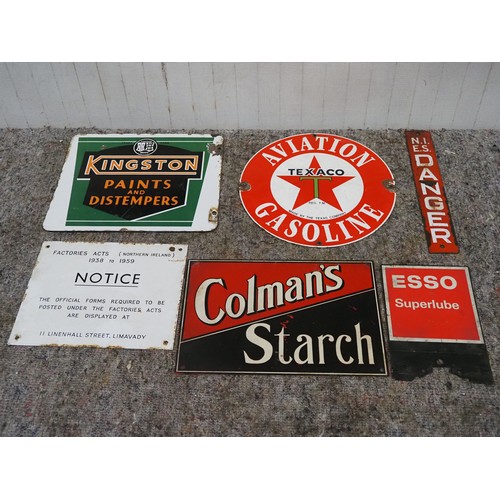 KINGSTON
PAINTS
AND
DISTEMPERS
AVIATION
TEXACO
T
GASOLINE
N.I.
E.S.
DANGER
FACTORIES ACTS (NORTHERN IRELAND)
1938 to 1959
NOTICE
THE OFFICIAL FORMS REQUIRED TO BE
POSTED UNDER THE FACTORIES ACTS
ARE DISPLAYED AT
11 LINENHALL STREET, LIMAVADY
Colman's
Starch
ESSO
Superlube